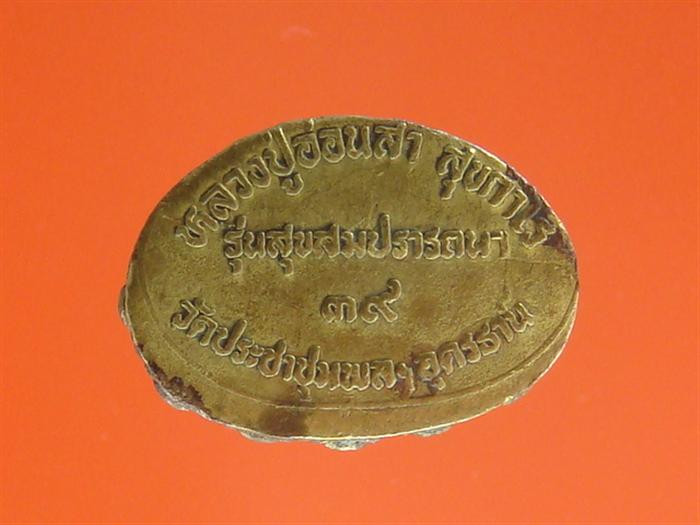 หลวงปู่อ่อนสา สุขกาโร
รุ่นสุขสมปรารถนา
๓๙
วัดประชาชุมพลฯ อุดรธานี